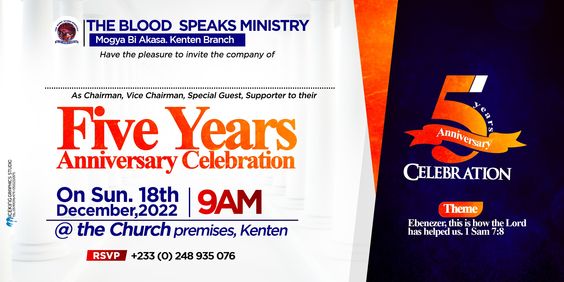 THE BLOOD SPEAKS MINISTRY
Mogya Bi Akasa. Kenten Branch
Have the pleasure to invite the company of
As Chairman, Vice Chairman, Special Guest, Supporter to their
Five Years
Anniversary Celebration
On Sun. 18th
December,2022
9AM
@ the Church premises, Kenten
RSVP +233 (0) 248 935 076
5 years
Anniversary
CELEBRATION
Theme
Ebenezer, this is how the Lord
has helped us. 1 Sam 7:8